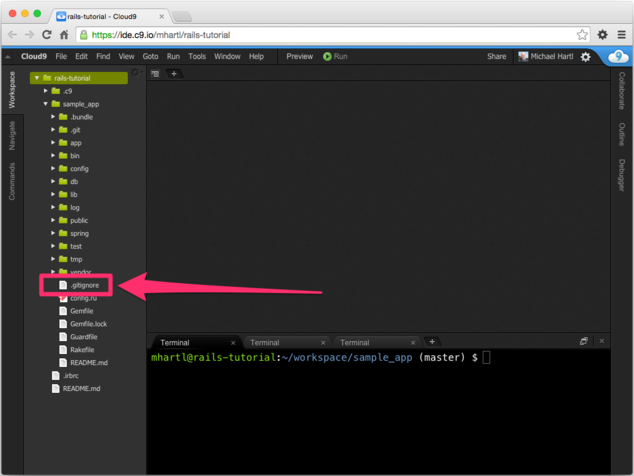 rails-tutorial - Cloud9
https://ide.c9.io/mhartl/rails-tutorial
Cloud9 File Edit Find View Goto Run Tools Window Help Preview Run Share Michael Hartl
Workspace
Navigate
Commands
rails-tutorial
.c9
sample_app
.bundle
.git
app
bin
config
db
lib
log
public
spring
test
tmp
vendor
.gitignore
config.ru
Gemfile
Gemfile.lock
Guardfile
Rakefile
README.md
.irbrc
README.md
Collaborate
Outline
Debugger
Terminal Terminal Terminal
mhartl@rails-tutorial:~/workspace/sample_app (master) $